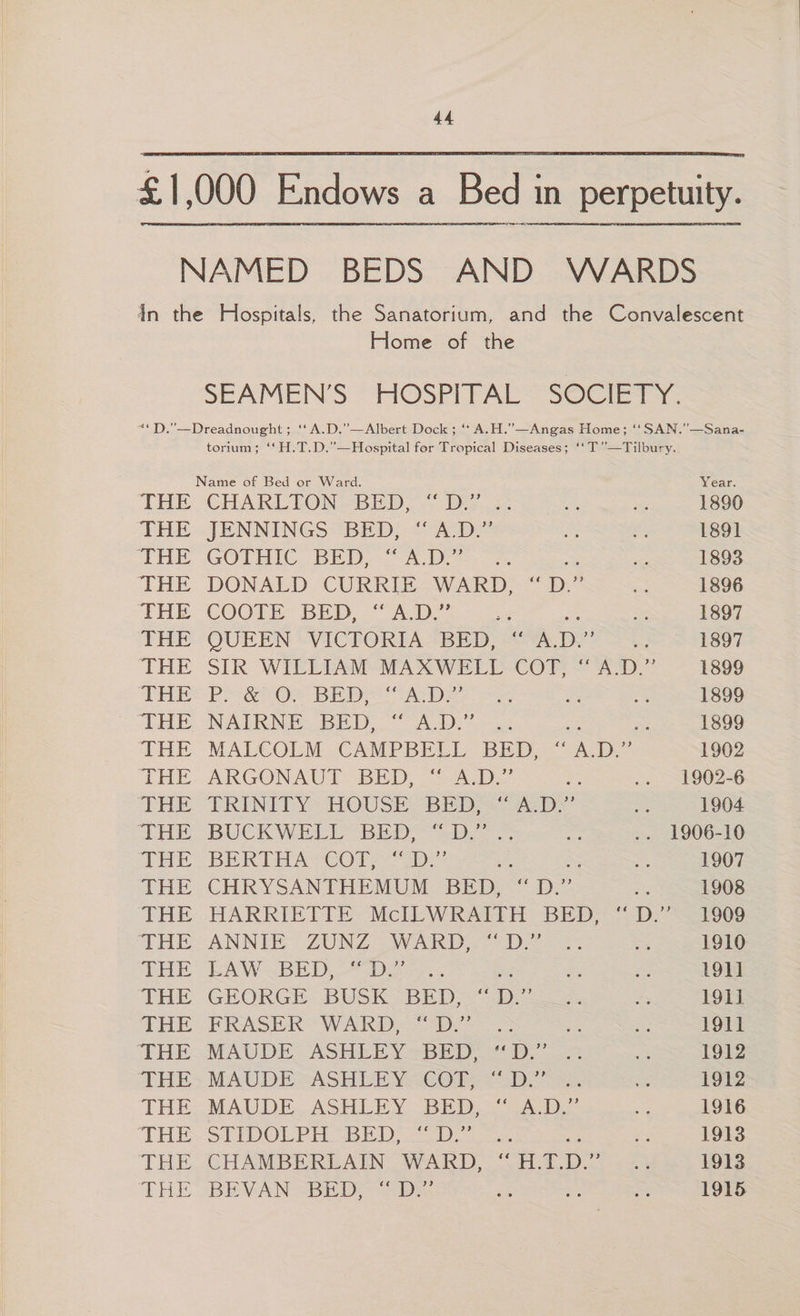 44
£1,000 Endows a Bed in perpetuity.
NAMED BEDS AND WARDS
in the Hospitals, the Sanatorium, and the Convalescent
Home of the
SEAMEN'S HOSPITAL SOCIETY.
“D.”—Dreadnought; “A.D.”—Albert Dock; “A.H.”—Angas Home; “SAN.”—Sana-
torium; “H.T.D.”—Hospital for Tropical Diseases; “T”—Tilbury.
Name of Bed or Ward. Year.
THE CHARLTON BED, “D.” .. .. .. 1890
THE JENNINGS BED, “A.D.” .. .. 1891
THE GOTHIC BED, “A.D.” .. .. .. 1893
THE DONALD CURRIE WARD, “D.” .. 1896
THE COOTE BED, “A.D.” .. .. .. 1897
THE QUEEN VICTORIA BED, “A.D.” .. 1897
THE SIR WILLIAM MAXWELL COT, “A.D.” 1899
THE P. & O. BED, “A.D.” .. .. .. 1899
THE NAIRNE BED, “A.D.” .. .. .. 1899
THE MALCOLM CAMPBELL BED, “A.D.” 1902
THE ARGONAUT BED, “A.D.” .. .. 1902-6
THE TRINITY HOUSE BED, “A.D.” .. 1904
THE BUCKWELL BED, “D.” .. .. .. 1906-10
THE BERTHA COT, “D.” .. .. .. 1907
THE CHRYSANTHEMUM BED, “D.” .. 1908
THE HARRIETTE McILWRAITH BED, “D.” 1909
THE ANNIE ZUNZ WARD, “D.” .. .. 1910
THE LAW BED, “D.” .. .. .. .. 1911
THE GEORGE BUSK BED, “D.” .. .. 1911
THE FRASER WARD, “D.” .. .. .. 1911
THE MAUDE ASHLEY BED, “D.” .. .. 1912
THE MAUDE ASHLEY COT, “D.” .. .. 1912
THE MAUDE ASHLEY BED, “A.D.” .. 1916
THE STIDOLPH BED, “D.” .. .. .. 1913
THE CHAMBERLAIN WARD, “H.T.D.” .. 1913
THE BEVAN BED, “D.” .. .. .. 1915